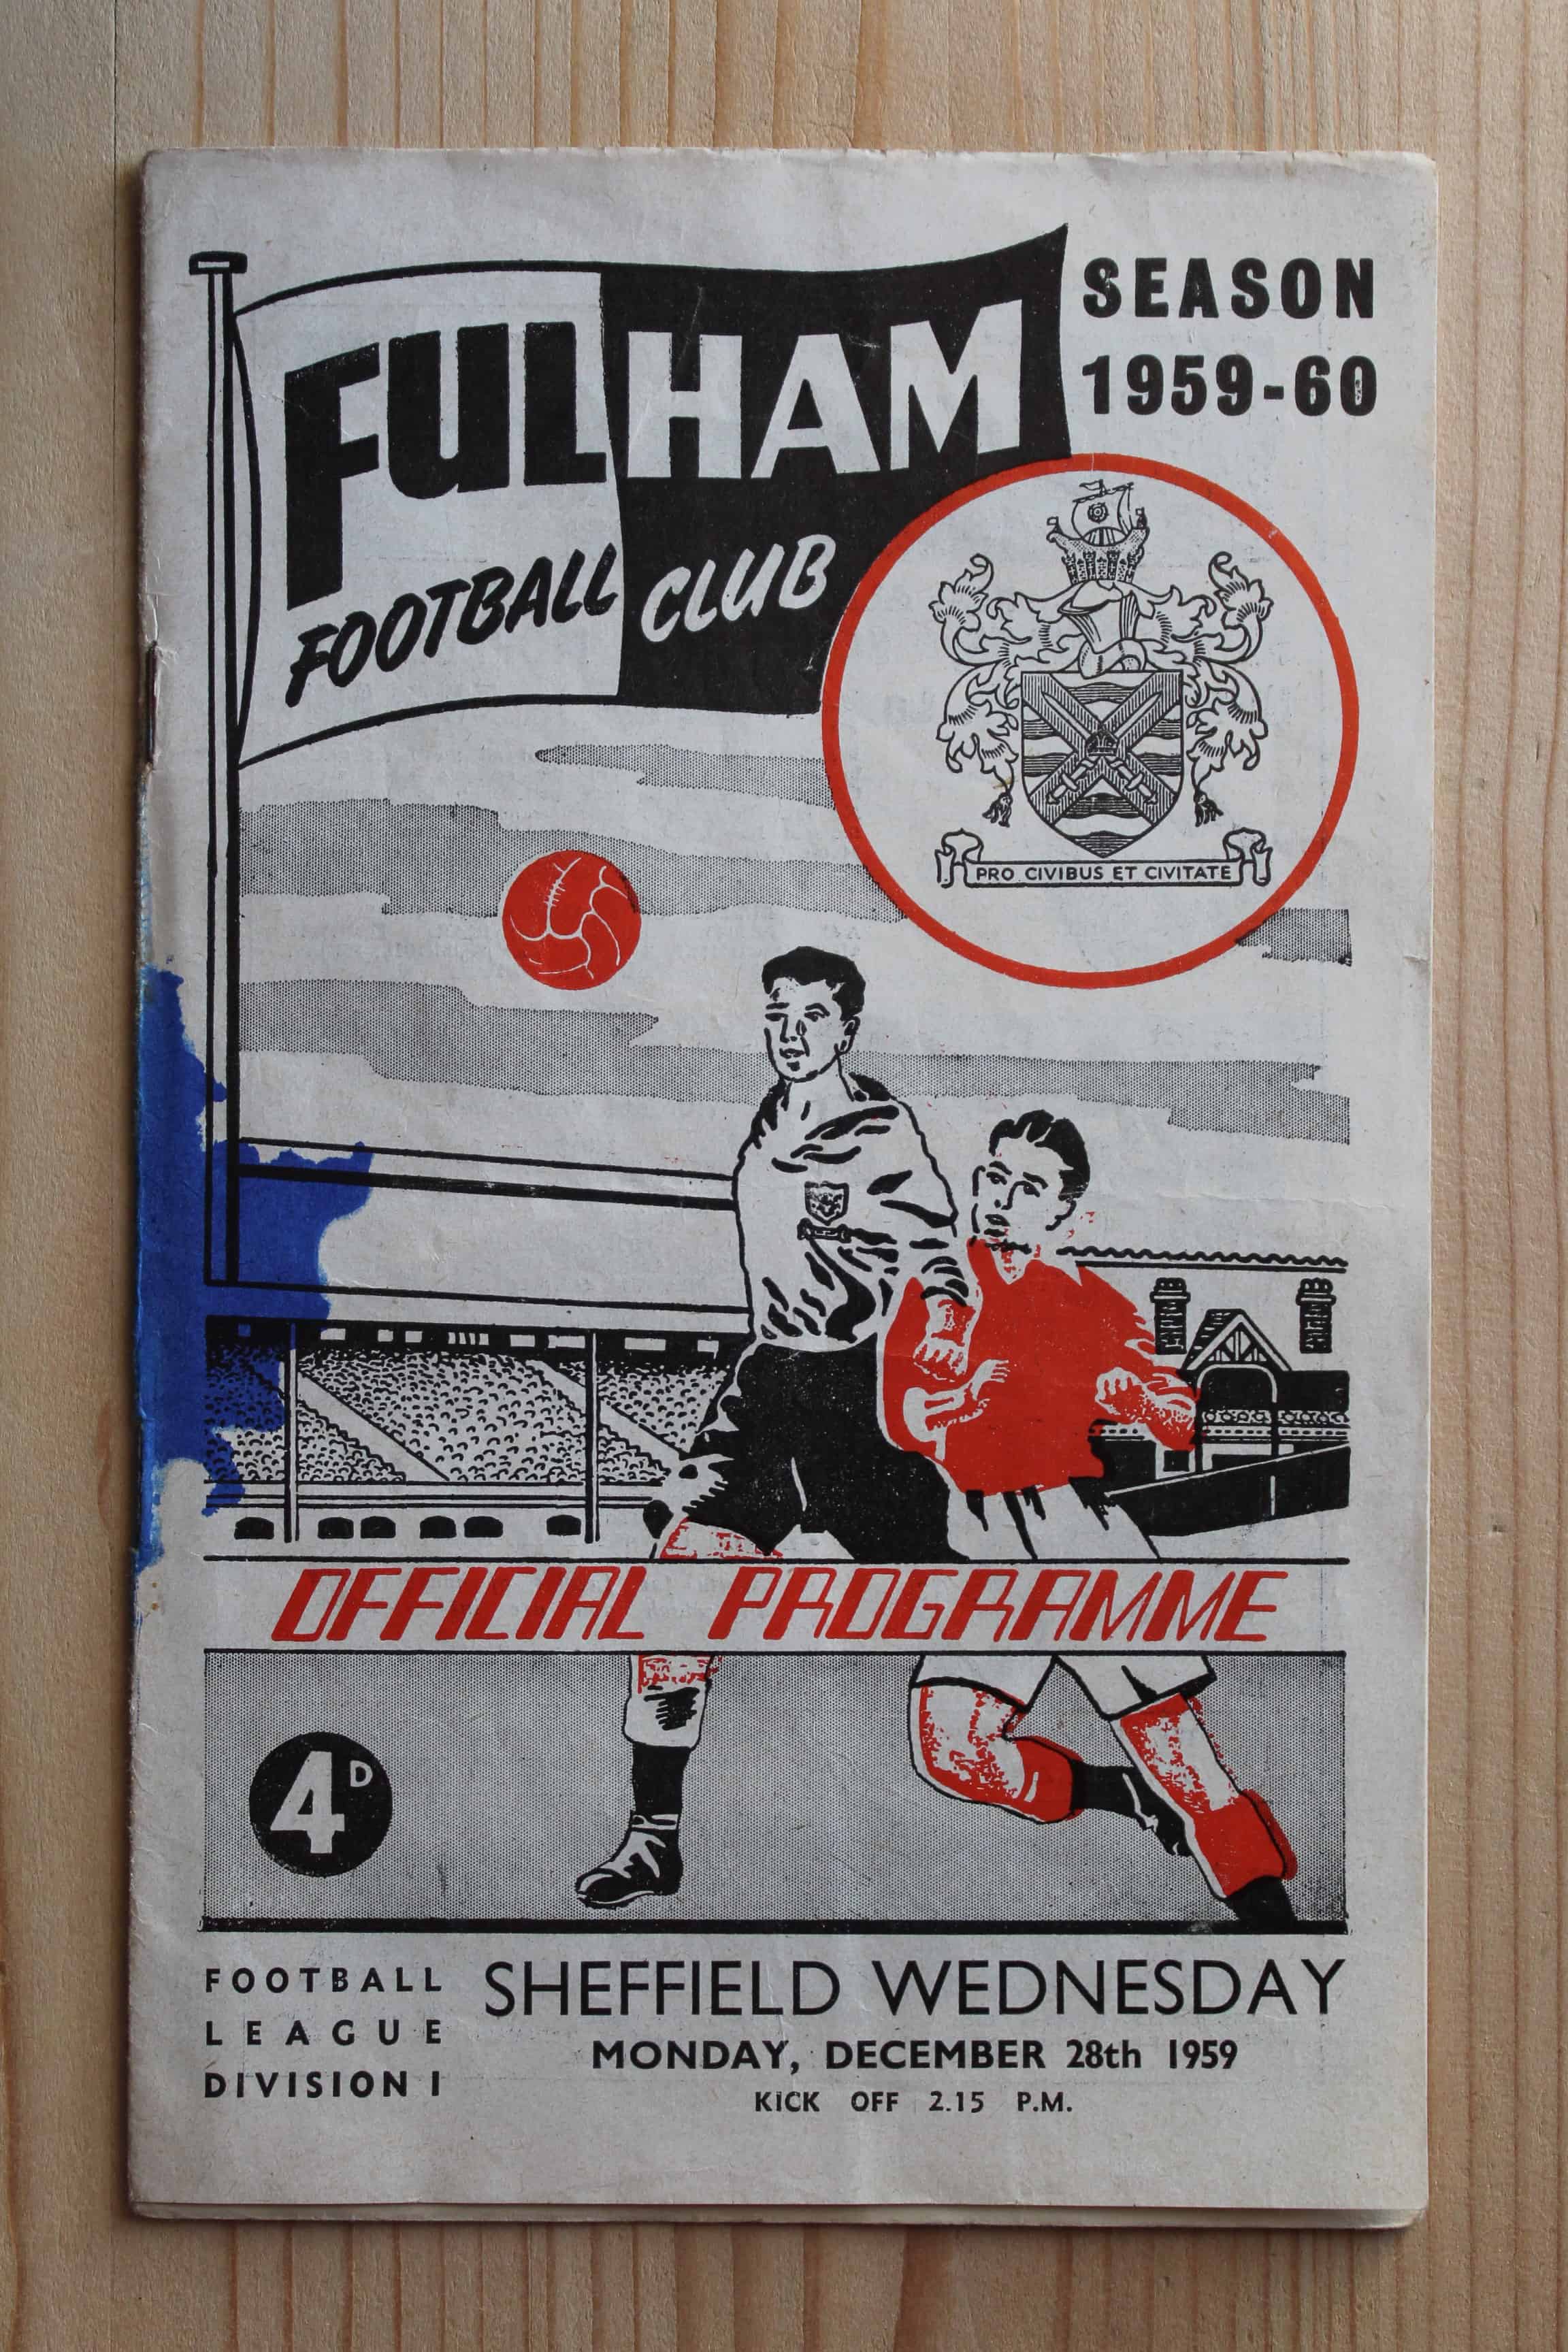 FULHAM
FOOTBALL CLUB
SEASON
1959-60
PRO CIVIBUS ET CIVITATE
OFFICIAL PROGRAMME
4D
FOOTBALL
LEAGUE
DIVISION I
SHEFFIELD WEDNESDAY
MONDAY, DECEMBER 28th 1959
KICK OFF 2.15 P.M.